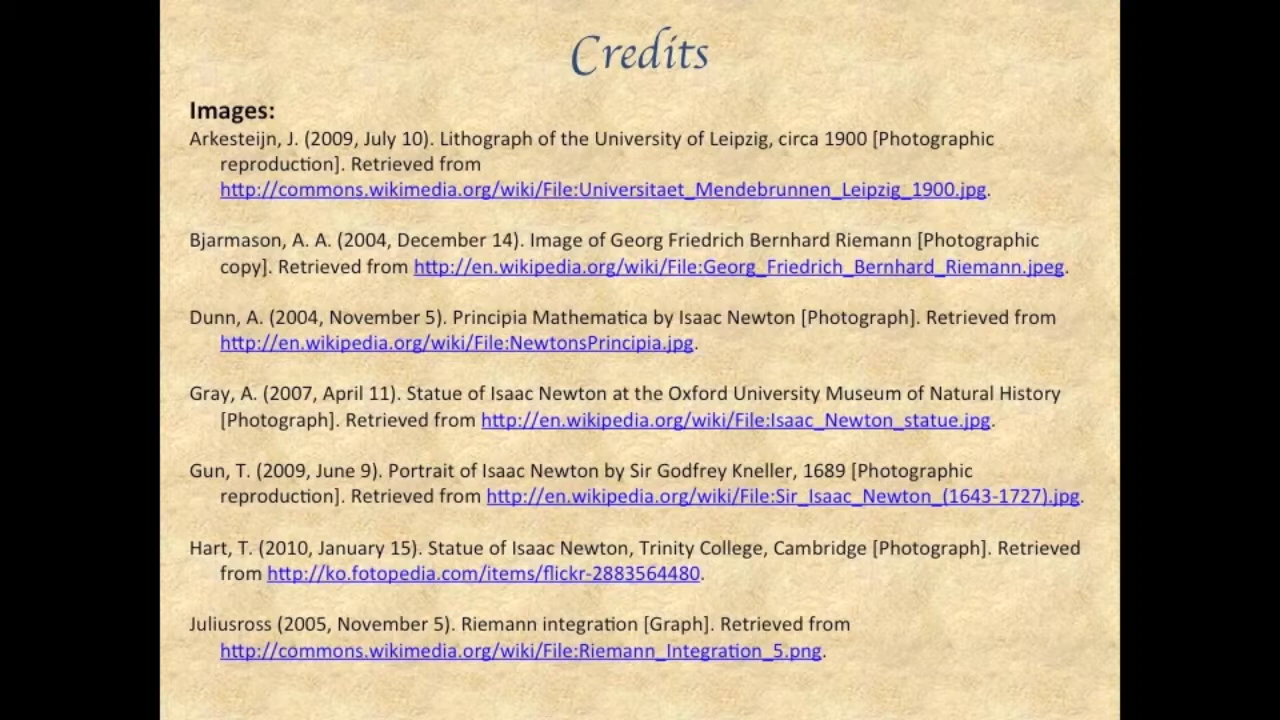 Credits
Images:
Arkesteijn, J. (2009, July 10). Lithograph of the University of Leipzig, circa 1900 [Photographic
reproduction]. Retrieved from
http://commons.wikimedia.org/wiki/File:Universitaet_Mendebrunnen_Leipzig_1900.jpg.
Bjarmason, A. A. (2004, December 14). Image of Georg Friedrich Bernhard Riemann [Photographic
copy]. Retrieved from http://en.wikipedia.org/wiki/File:Georg_Friedrich_Bernhard_Riemann.jpeg.
Dunn, A. (2004, November 5). Principia Mathematica by Isaac Newton [Photograph]. Retrieved from
http://en.wikipedia.org/wiki/File:NewtonsPrincipia.jpg.
Gray, A. (2007, April 11). Statue of Isaac Newton at the Oxford University Museum of Natural History
[Photograph]. Retrieved from http://en.wikipedia.org/wiki/File:Isaac_Newton_statue.jpg.
Gun, T. (2009, June 9). Portrait of Isaac Newton by Sir Godfrey Kneller, 1689 [Photographic
reproduction]. Retrieved from http://en.wikipedia.org/wiki/File:Sir_Isaac_Newton_(1643-1727).jpg.
Hart, T. (2010, January 15). Statue of Isaac Newton, Trinity College, Cambridge [Photograph]. Retrieved
from http://ko.fotopedia.com/items/flickr-2883564480.
Juliusross (2005, November 5). Riemann integration [Graph]. Retrieved from
http://commons.wikimedia.org/wiki/File:Riemann_Integration_5.png.